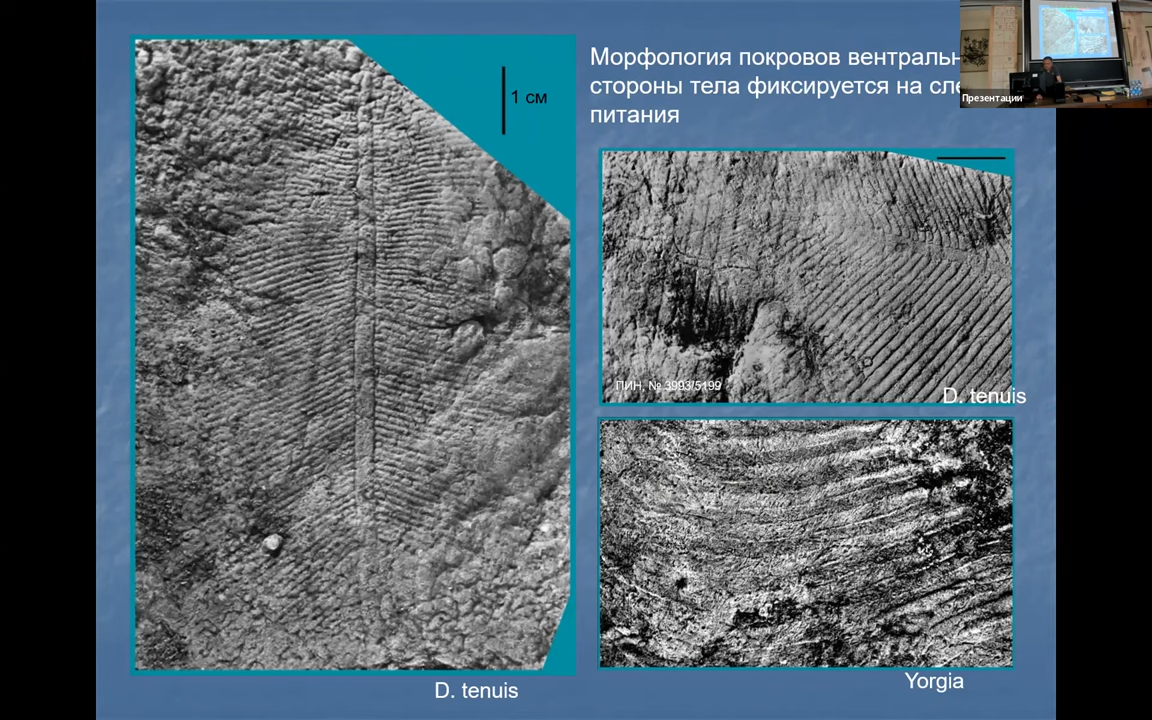 1 см
Морфология покровов вентральн
стороны тела фиксируется на сле
питания
Презентации
ПИН, № 3993/5199
D. tenuis
D. tenuis
Yorgia